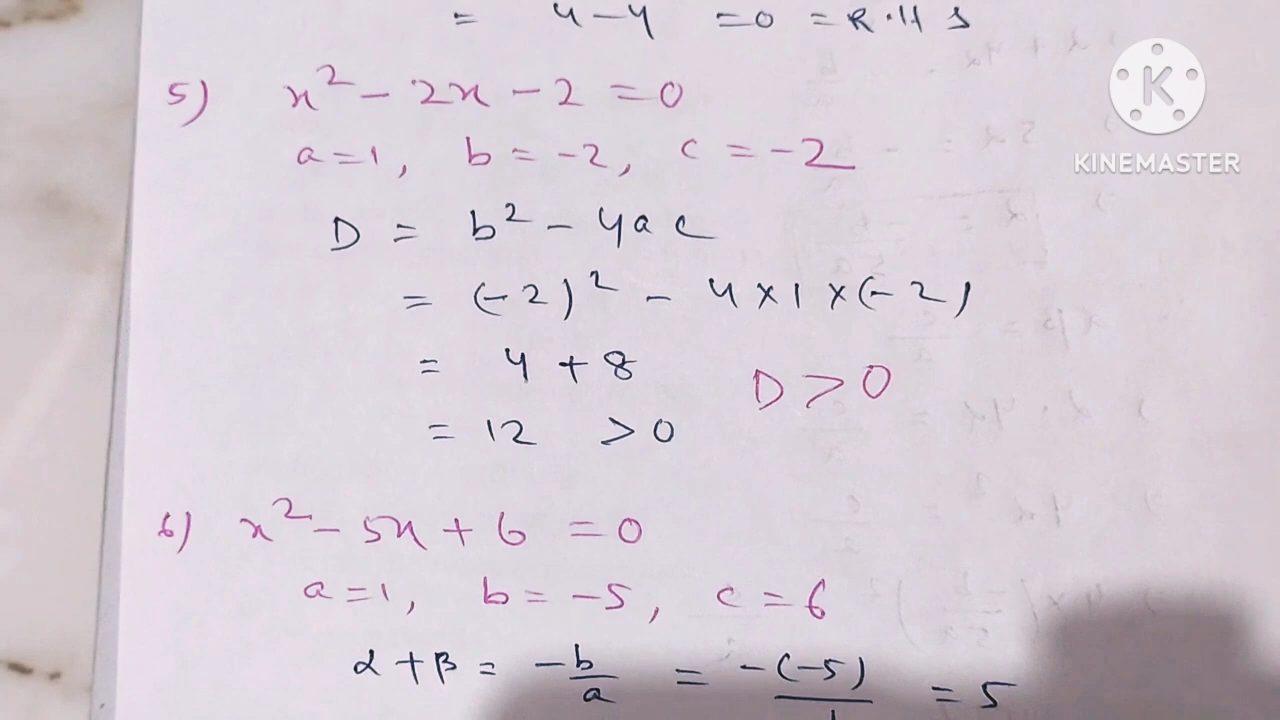 = 4 - 4 = 0 = R.H S
5) x² - 2x - 2 = 0
a = 1, b = -2, c = -2
D = b² - 4ac
= (-2)² - 4 × 1 × (-2)
= 4 + 8
D > 0
= 12 > 0
6) x² - 5x + 6 = 0
a = 1, b = -5, c = 6
α + β = -b/a = -(-5)/1 = 5
K
KINEMASTER